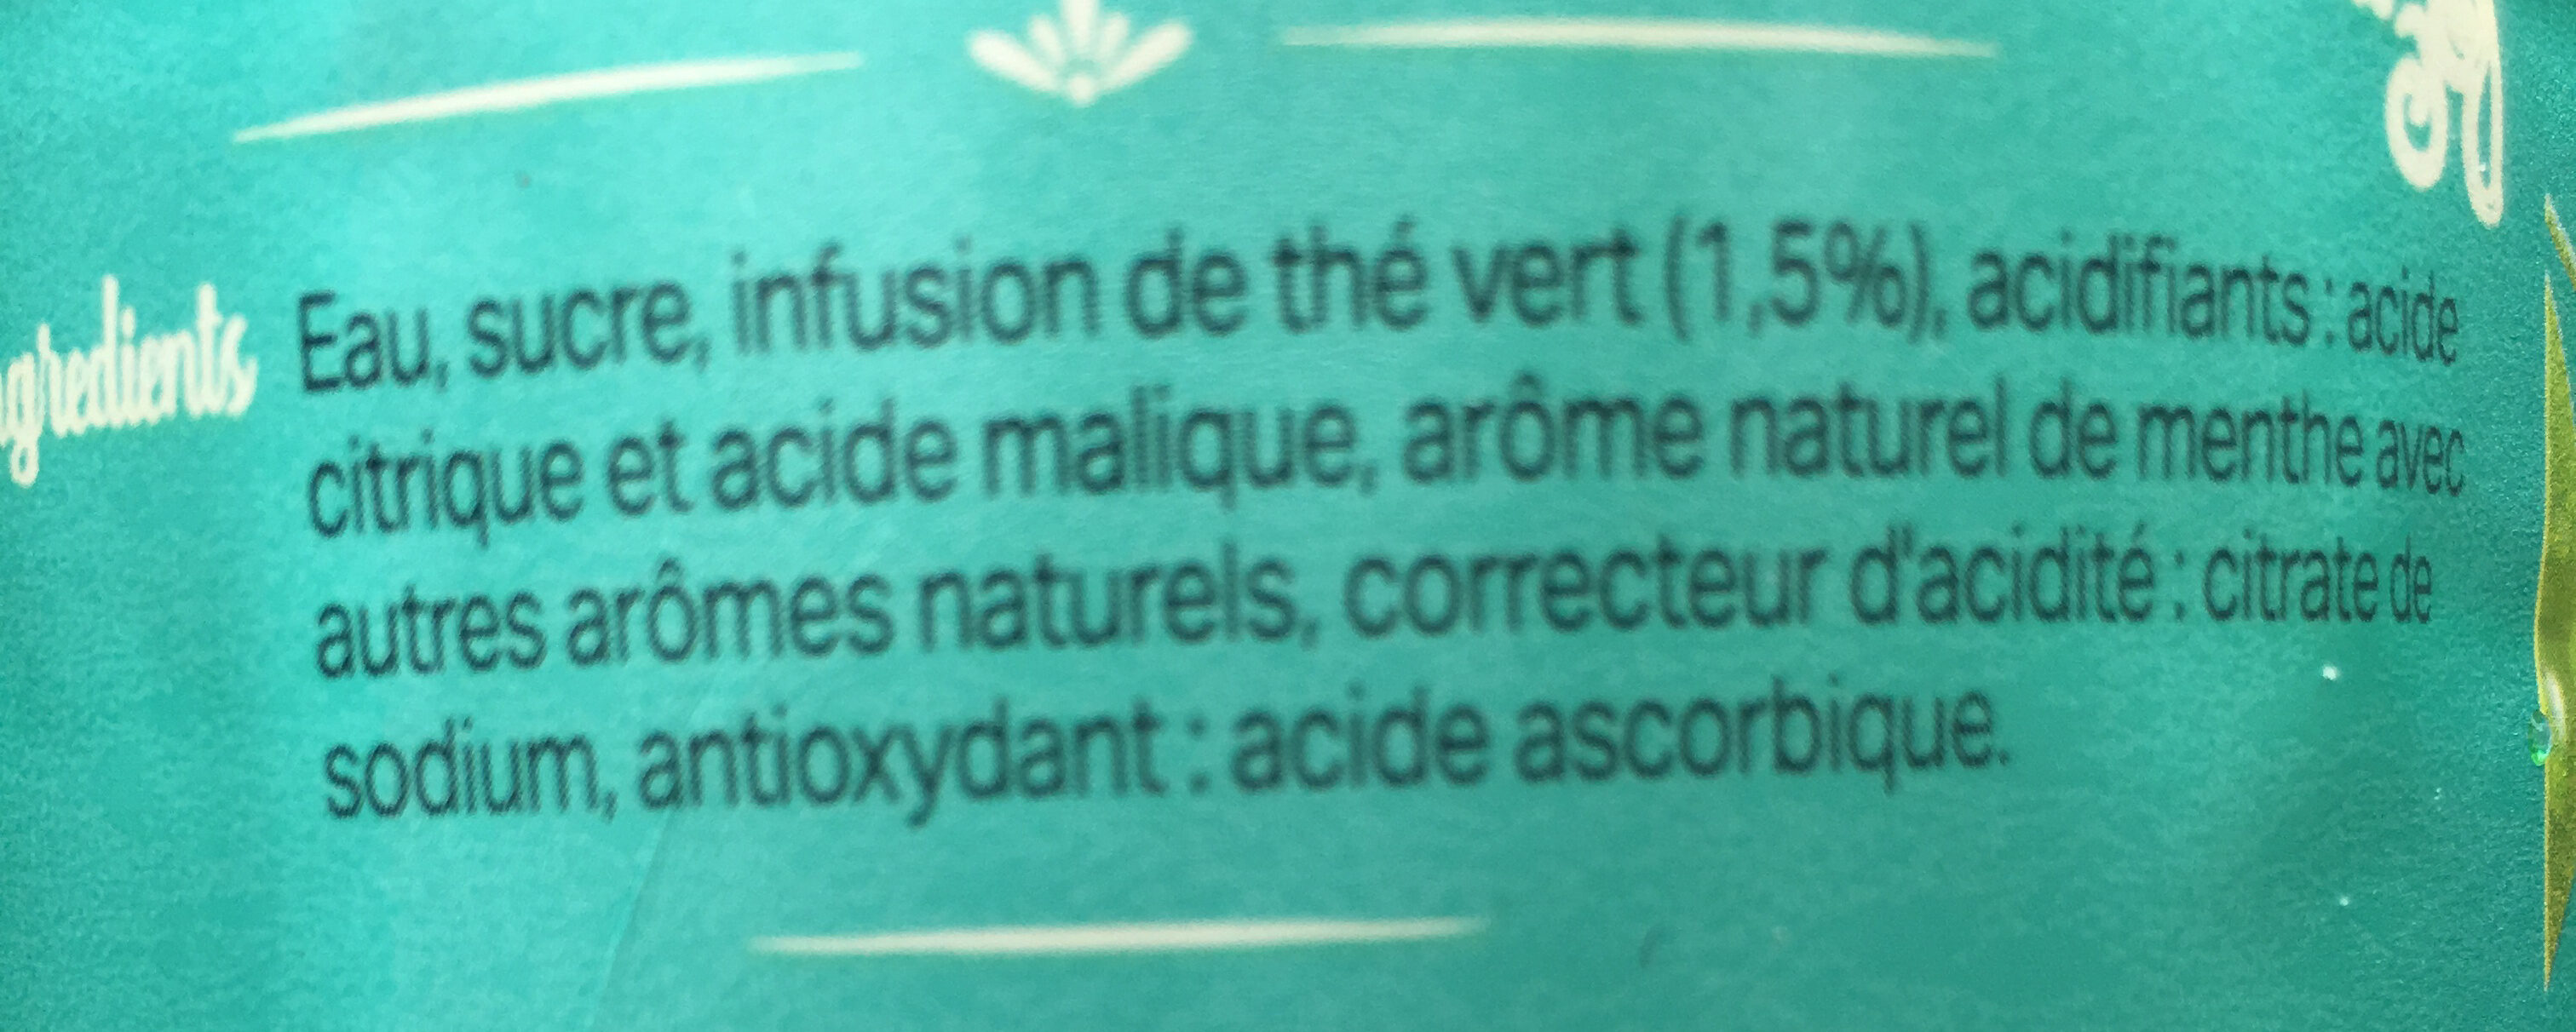 Eau, sucre, infusion de thé vert (1,5%), acidifiants : acide
citrique et acide malique, arôme naturel de menthe avec
autres arômes naturels, correcteur d'acidité : citrate de
sodium, antioxydant : acide ascorbique.